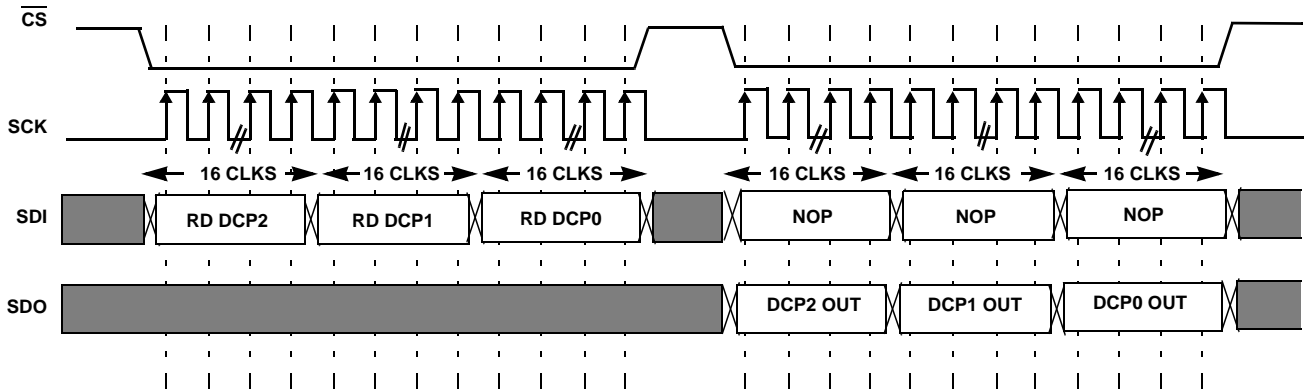 CS
SCK
16 CLKS 16 CLKS 16 CLKS 16 CLKS 16 CLKS 16 CLKS
SDI RD DCP2 RD DCP1 RD DCP0 NOP NOP NOP
SDO DCP2 OUT DCP1 OUT DCP0 OUT